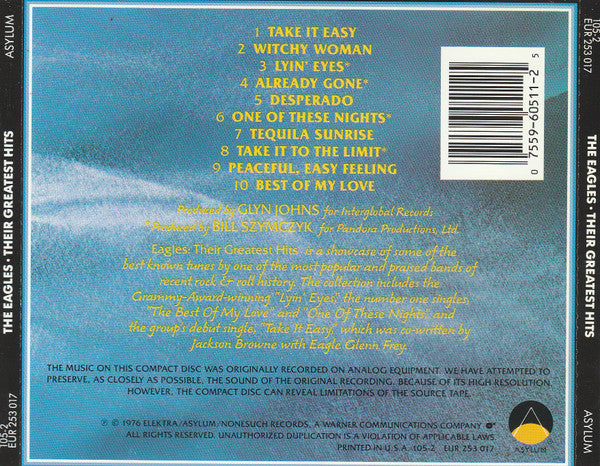 1 TAKE IT EASY
2 WITCHY WOMAN
3 LYIN' EYES*
4 ALREADY GONE*
5 DESPERADO
6 ONE OF THESE NIGHTS*
7 TEQUILA SUNRISE
8 TAKE IT TO THE LIMIT*
9 PEACEFUL, EASY FEELING
10 BEST OF MY LOVE
Produced by GLYN JOHNS for Interglobal Records
*Produced by BILL SZYMCZYK for Pandora Productions, Ltd.
Eagles: Their Greatest Hits is a showcase of some of the
best known tunes by one of the most popular and praised bands of
recent rock & roll history. The collection includes the
Grammy-Award-winning "Lyin' Eyes," the number one singles,
"The Best Of My Love" and "One Of These Nights," and
the group's debut single, "Take It Easy," which was co-written by
Jackson Browne with Eagle Glenn Frey.
THE MUSIC ON THIS COMPACT DISC WAS ORIGINALLY RECORDED ON ANALOG EQUIPMENT. WE HAVE ATTEMPTED TO
PRESERVE, AS CLOSELY AS POSSIBLE, THE SOUND OF THE ORIGINAL RECORDING. BECAUSE OF ITS HIGH RESOLUTION,
HOWEVER, THE COMPACT DISC CAN REVEAL LIMITATIONS OF THE SOURCE TAPE.
℗ © 1976 ELEKTRA/ASYLUM/NONESUCH RECORDS, A WARNER COMMUNICATIONS COMPANY
ALL RIGHTS RESERVED. UNAUTHORIZED DUPLICATION IS A VIOLATION OF APPLICABLE LAWS.
PRINTED IN U.S.A. 105-2 EUR 253 017
ASYLUM
0 7559-60511-2 5
105-2
EUR 253 017
THE EAGLES · THEIR GREATEST HITS
ASYLUM
105-2
EUR 253 017
THE EAGLES · THEIR GREATEST HITS
ASYLUM